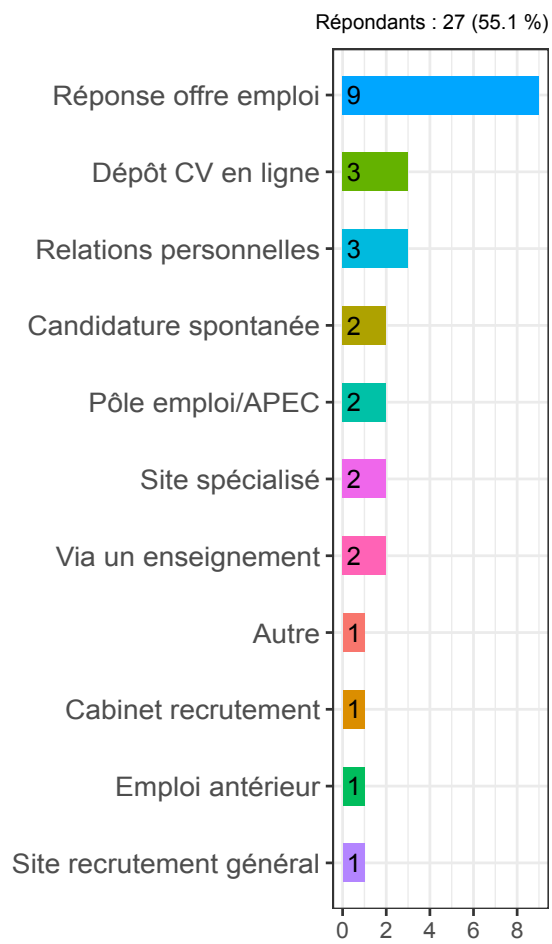 Répondants : 27 (55.1 %)
Réponse offre emploi 9
Dépôt CV en ligne 3
Relations personnelles 3
Candidature spontanée 2
Pôle emploi/APEC 2
Site spécialisé 2
Via un enseignement 2
Autre 1
Cabinet recrutement 1
Emploi antérieur 1
Site recrutement général 1
0 2 4 6 8